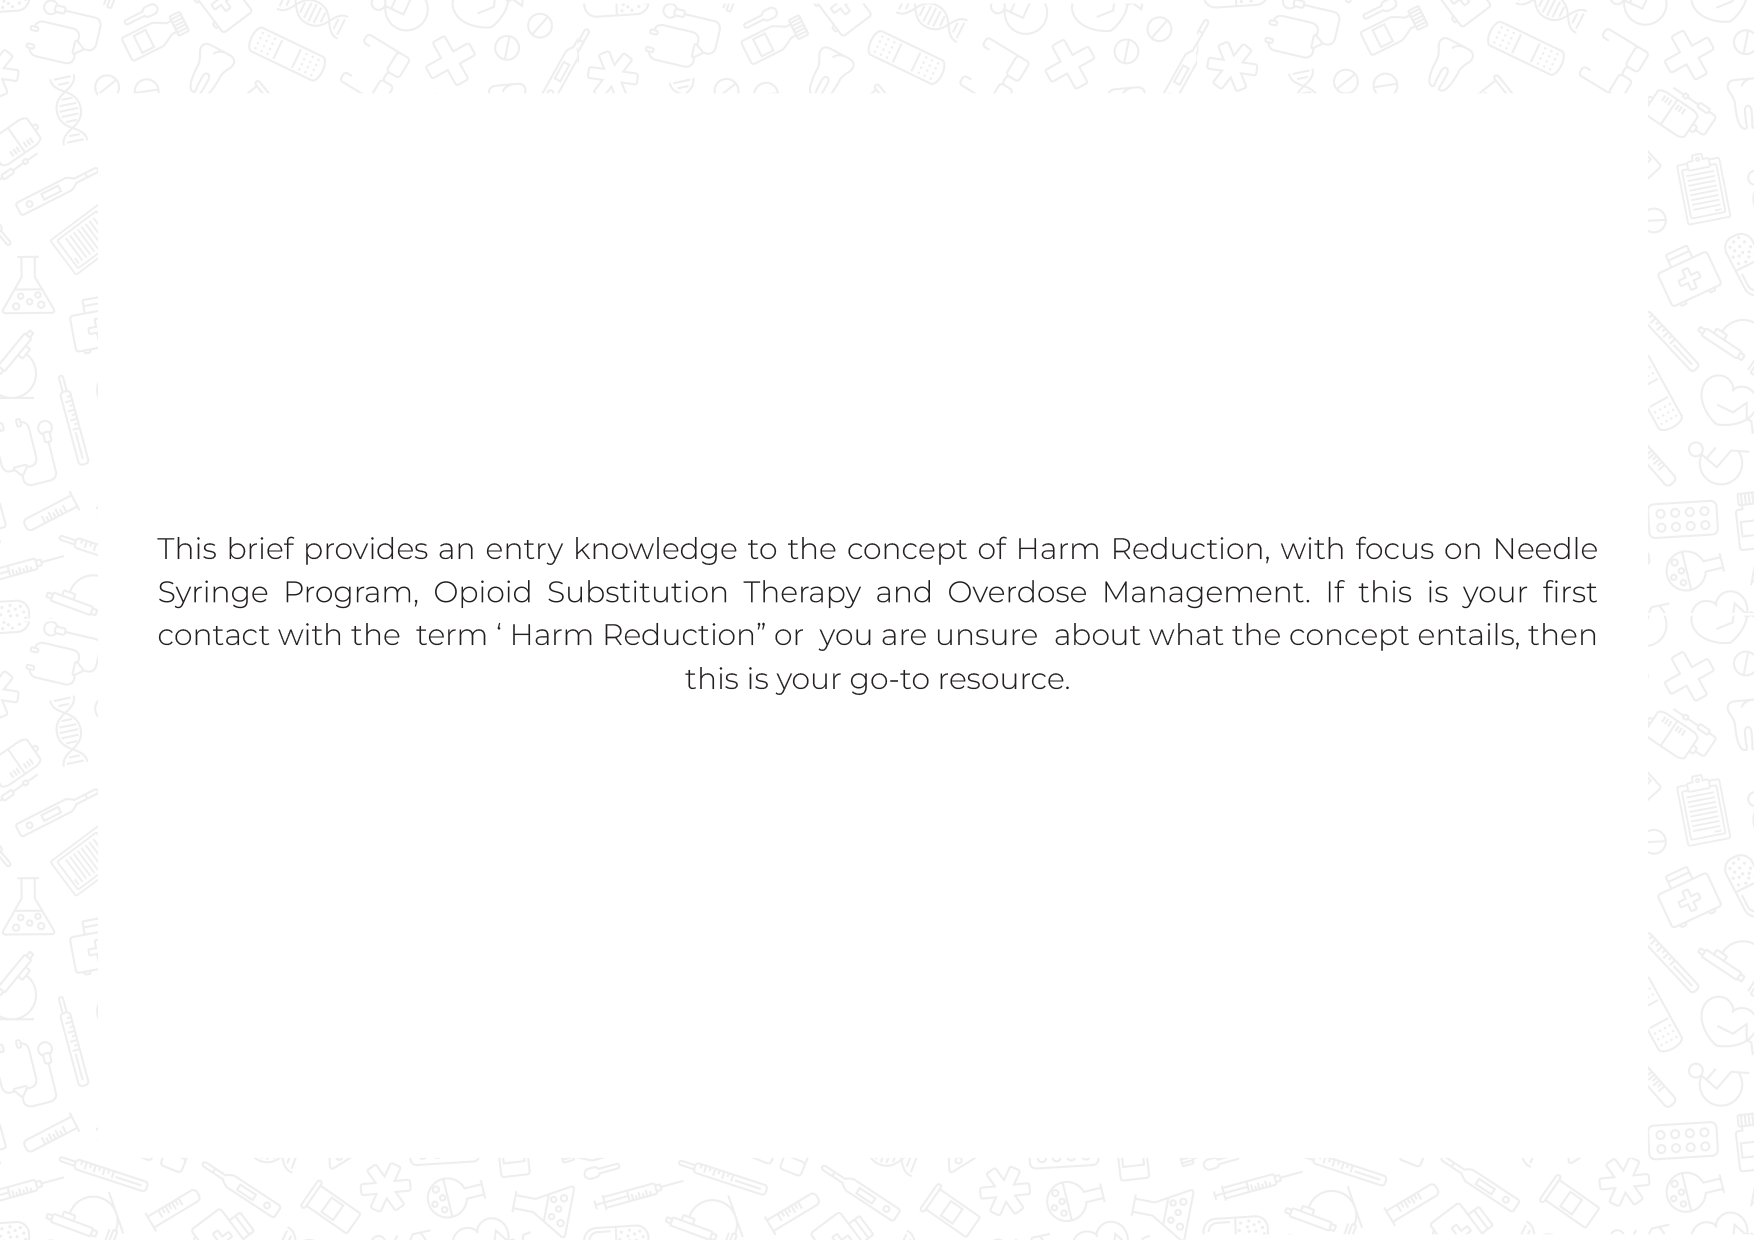 This brief provides an entry knowledge to the concept of Harm Reduction, with focus on Needle
Syringe Program, Opioid Substitution Therapy and Overdose Management. If this is your first
contact with the  term ‘ Harm Reduction” or  you are unsure  about what the concept entails, then
this is your go-to resource.